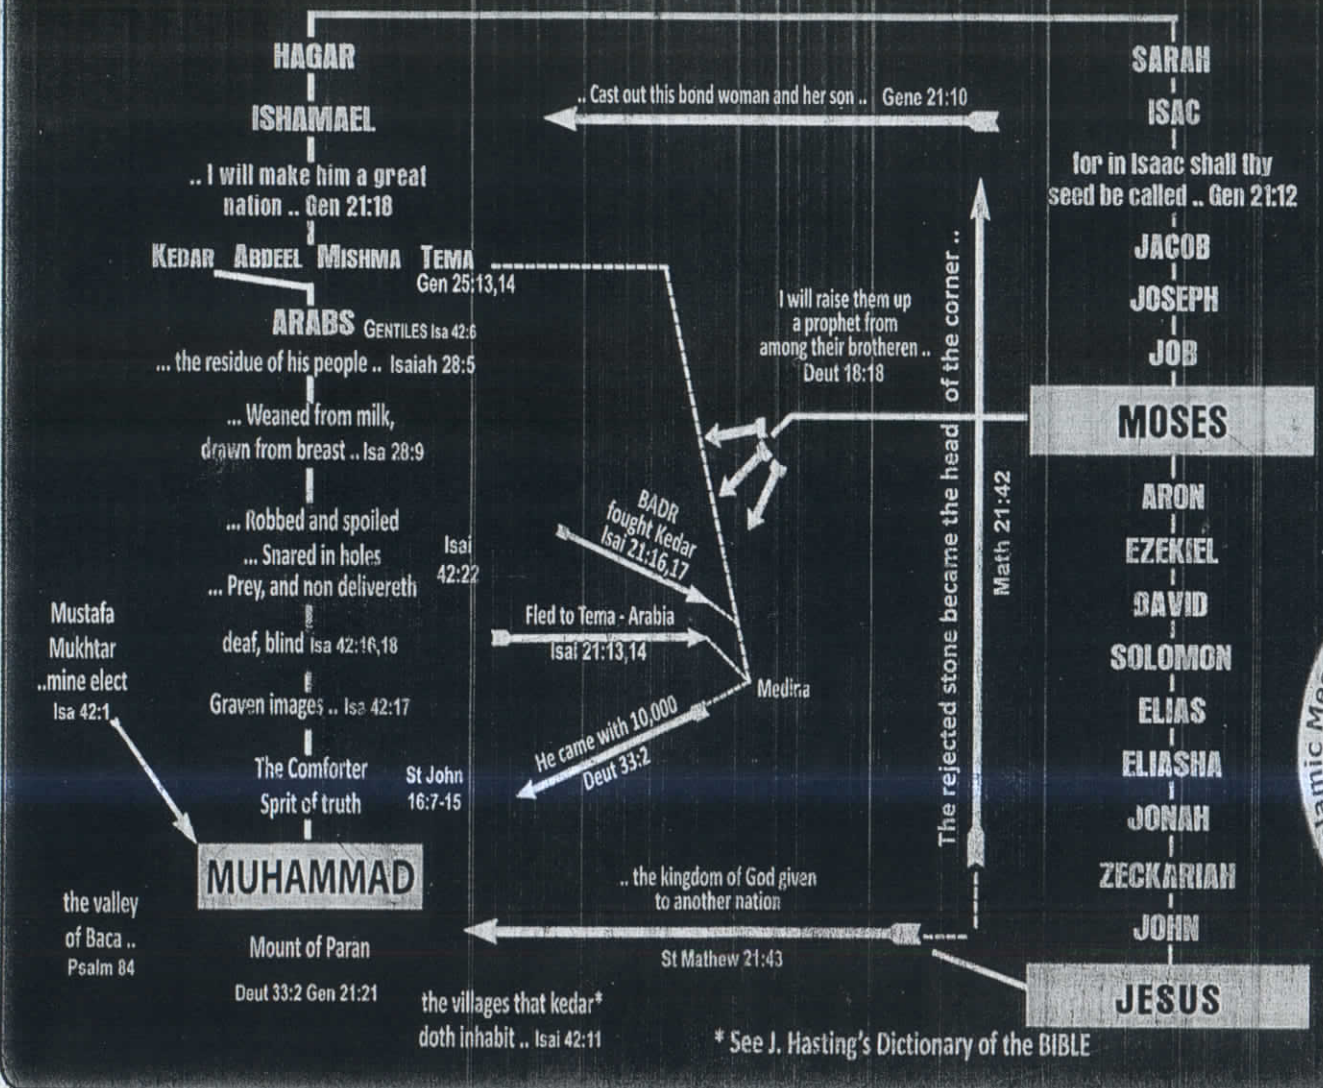 HAGAR
ISHAMAEL
.. I will make him a great
nation .. Gen 21:18
KEDAR ABDEEL MISHMA TEMA
Gen 25:13,14
ARABS GENTILES Isa 42:6
... the residue of his people .. Isaiah 28:5
... Weaned from milk,
drawn from breast .. Isa 28:9
... Robbed and spoiled
... Snared in holes
... Prey, and non delivereth
Isai
42:22
deaf, blind Isa 42:16,18
Graven images .. Isa 42:17
The Comforter
Sprit of truth
St John
16:7-15
Mustafa
Mukhtar
..mine elect
Isa 42:1
MUHAMMAD
the valley
of Baca ..
Psalm 84
Mount of Paran
Deut 33:2 Gen 21:21
the villages that kedar*
doth inhabit .. Isai 42:11
.. Cast out this bond woman and her son .. Gene 21:10
I will raise them up
a prophet from
among their brotheren ..
Deut 18:18
BADR
fought Kedar
Isai 21:16,17
Fled to Tema - Arabia
Isai 21:13,14
Medina
He came with 10,000
Deut 33:2
.. the kingdom of God given
to another nation
St Mathew 21:43
The rejected stone became the head of the corner ..
Math 21:42
SARAH
ISAC
for in Isaac shall thy
seed be called .. Gen 21:12
JACOB
JOSEPH
JOB
MOSES
ARON
EZEKIEL
DAVID
SOLOMON
ELIAS
ELIASHA
JONAH
ZECKARIAH
JOHN
JESUS
* See J. Hasting's Dictionary of the BIBLE